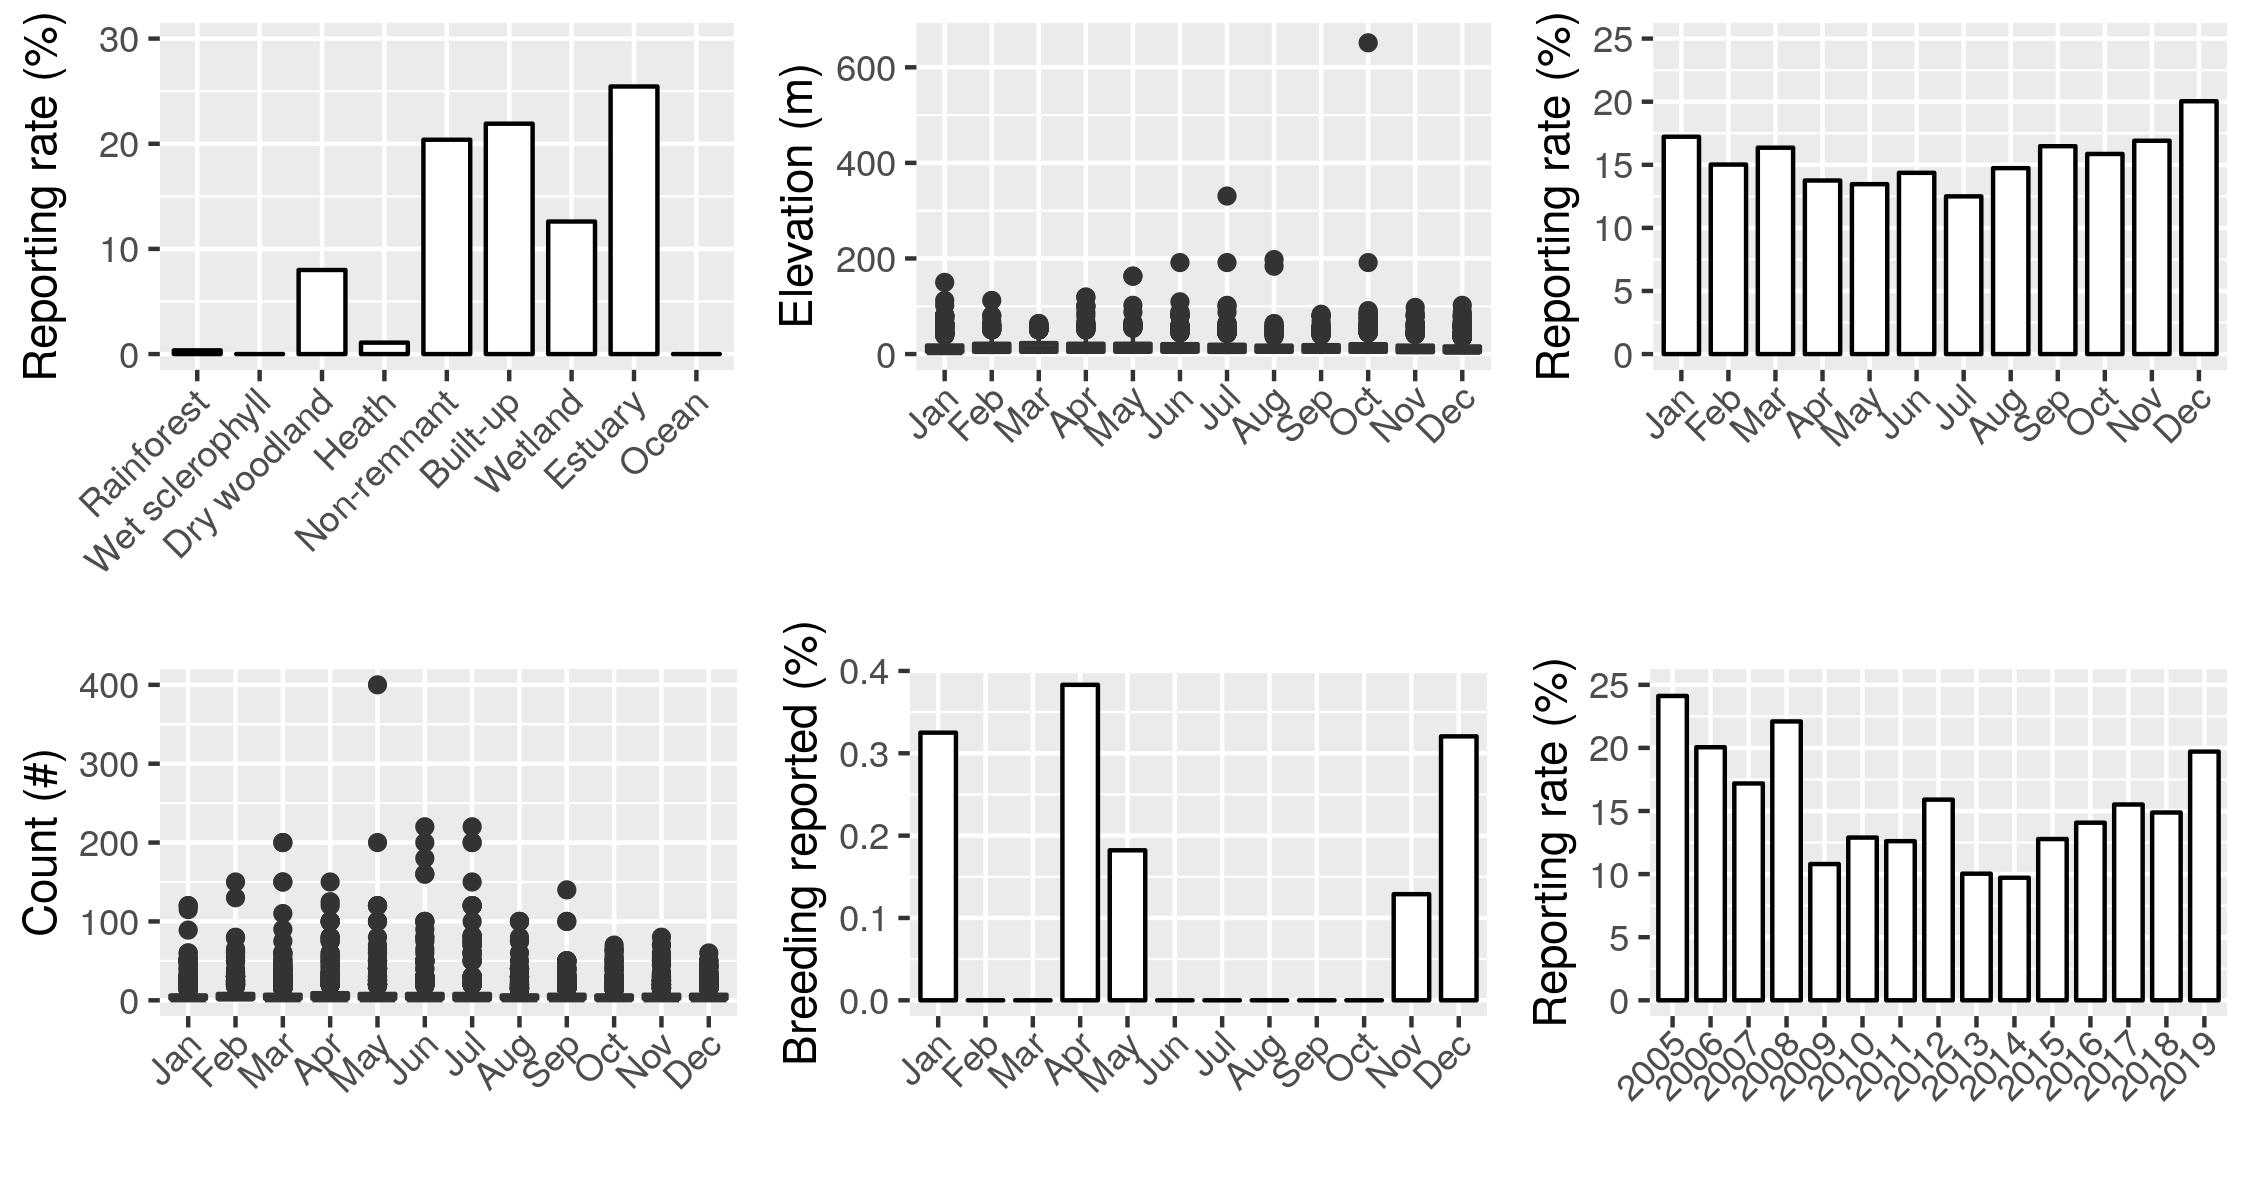 Reporting rate (%)
30
20
10
0
Rainforest
Wet sclerophyll
Dry woodland
Heath
Non-remnant
Built-up
Wetland
Estuary
Ocean
Elevation (m)
600
400
200
0
Jan
Feb
Mar
Apr
May
Jun
Jul
Aug
Sep
Oct
Nov
Dec
Reporting rate (%)
25
20
15
10
5
0
Jan
Feb
Mar
Apr
May
Jun
Jul
Aug
Sep
Oct
Nov
Dec
Count (#)
400
300
200
100
0
Jan
Feb
Mar
Apr
May
Jun
Jul
Aug
Sep
Oct
Nov
Dec
Breeding reported (%)
0.4
0.3
0.2
0.1
0.0
Jan
Feb
Mar
Apr
May
Jun
Jul
Aug
Sep
Oct
Nov
Dec
Reporting rate (%)
25
20
15
10
5
0
2005
2006
2007
2008
2009
2010
2011
2012
2013
2014
2015
2016
2017
2018
2019